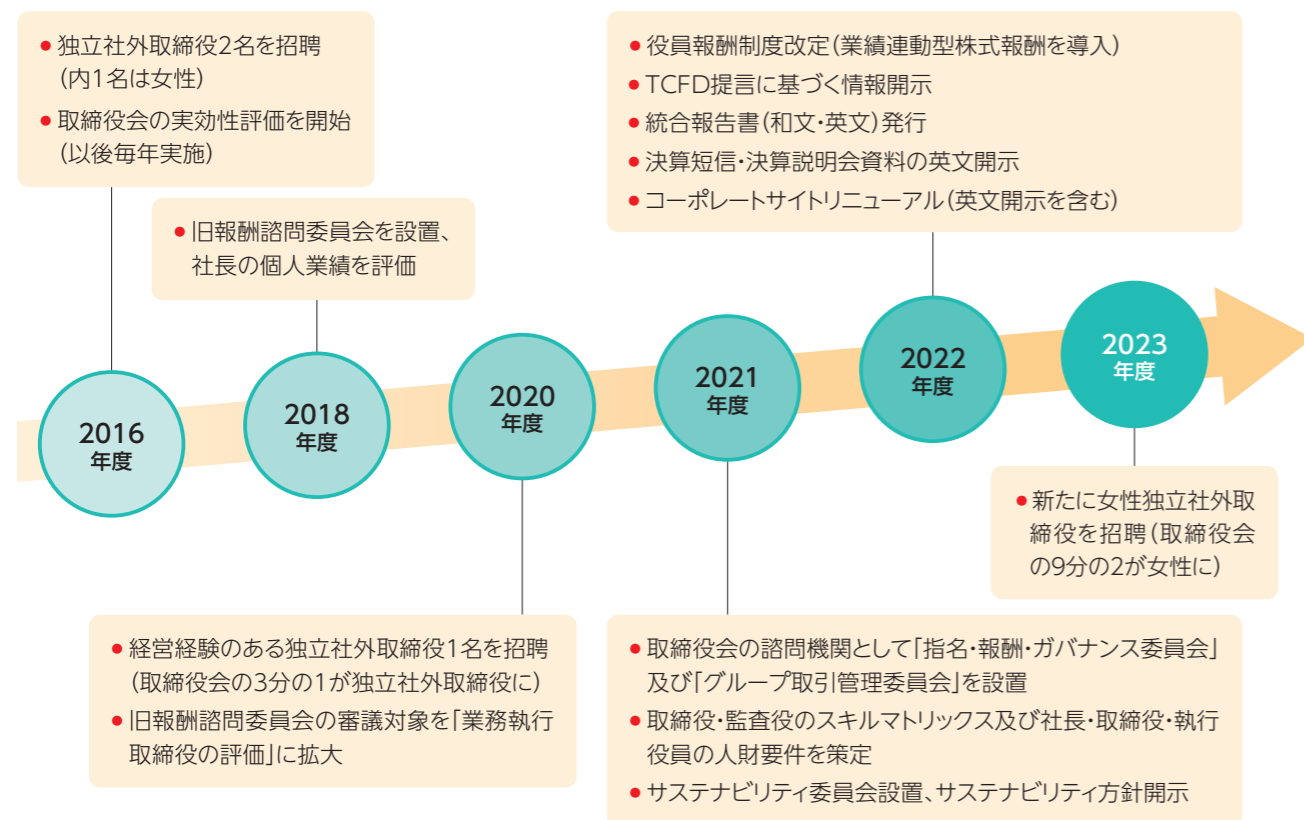 ● 独立社外取締役2名を招聘
(内1名は女性)
● 取締役会の実効性評価を開始
(以後毎年実施)
● 旧報酬諮問委員会を設置、
社長の個人業績を評価
● 役員報酬制度改定(業績連動型株式報酬を導入)
● TCFD提言に基づく情報開示
● 統合報告書(和文・英文)発行
● 決算短信・決算説明会資料の英文開示
● コーポレートサイトリニューアル(英文開示を含む)
2016
年度
2018
年度
2020
年度
2021
年度
2022
年度
2023
年度
● 経営経験のある独立社外取締役1名を招聘
(取締役会の3分の1が独立社外取締役に)
● 旧報酬諮問委員会の審議対象を「業務執行
取締役の評価」に拡大
● 取締役会の諮問機関として「指名・報酬・ガバナンス委員会」
及び「グループ取引管理委員会」を設置
● 取締役・監査役のスキルマトリックス及び社長・取締役・執行
役員の人財要件を策定
● サステナビリティ委員会設置、サステナビリティ方針開示
● 新たに女性独立社外取
締役を招聘(取締役会
の9分の2が女性に)